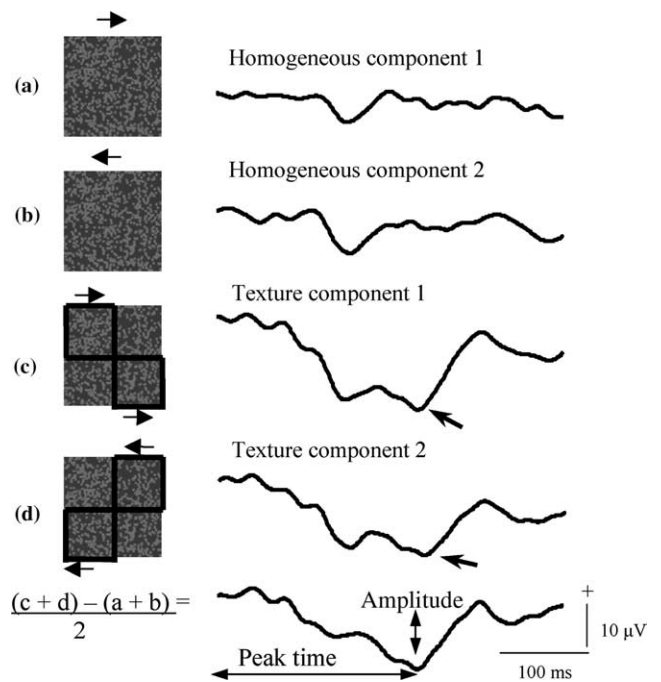 Homogeneous component 1
(a)
Homogeneous component 2
(b)
Texture component 1
(c)
Texture component 2
(d)
(c + d) – (a + b) =
2
Amplitude
Peak time
+
10 µV
100 ms